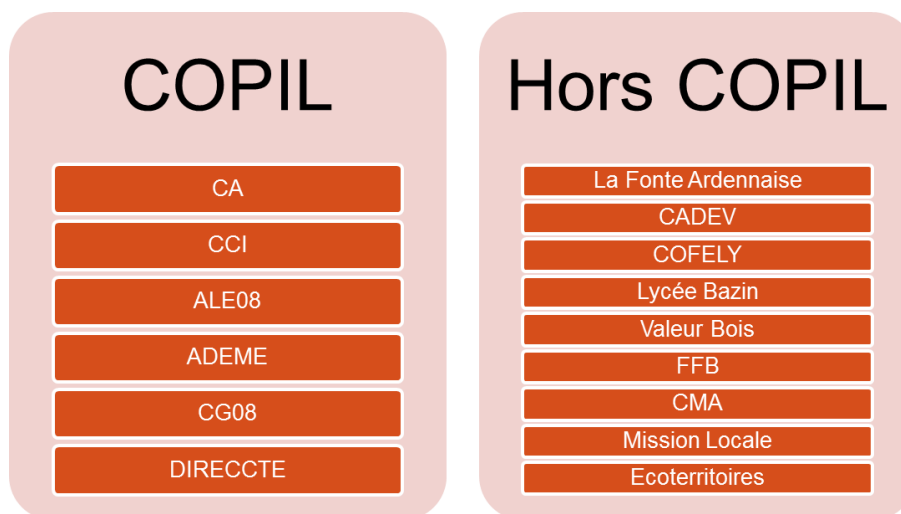 COPIL
CA
CCI
ALE08
ADEME
CG08
DIRECCTE
Hors COPIL
La Fonte Ardennaise
CADEV
COFELY
Lycée Bazin
Valeur Bois
FFB
CMA
Mission Locale
Ecoterritoires